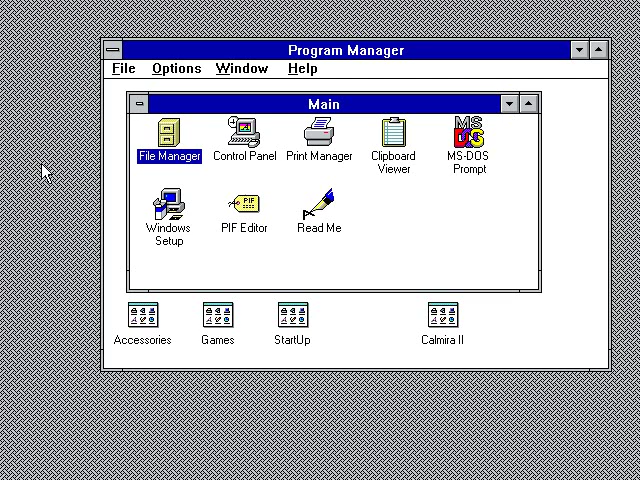 Program Manager
File Options Window Help
Main
File Manager Control Panel Print Manager Clipboard Viewer MS-DOS Prompt
MS DOS
PIF
Windows Setup PIF Editor Read Me
Accessories Games StartUp Calmira II